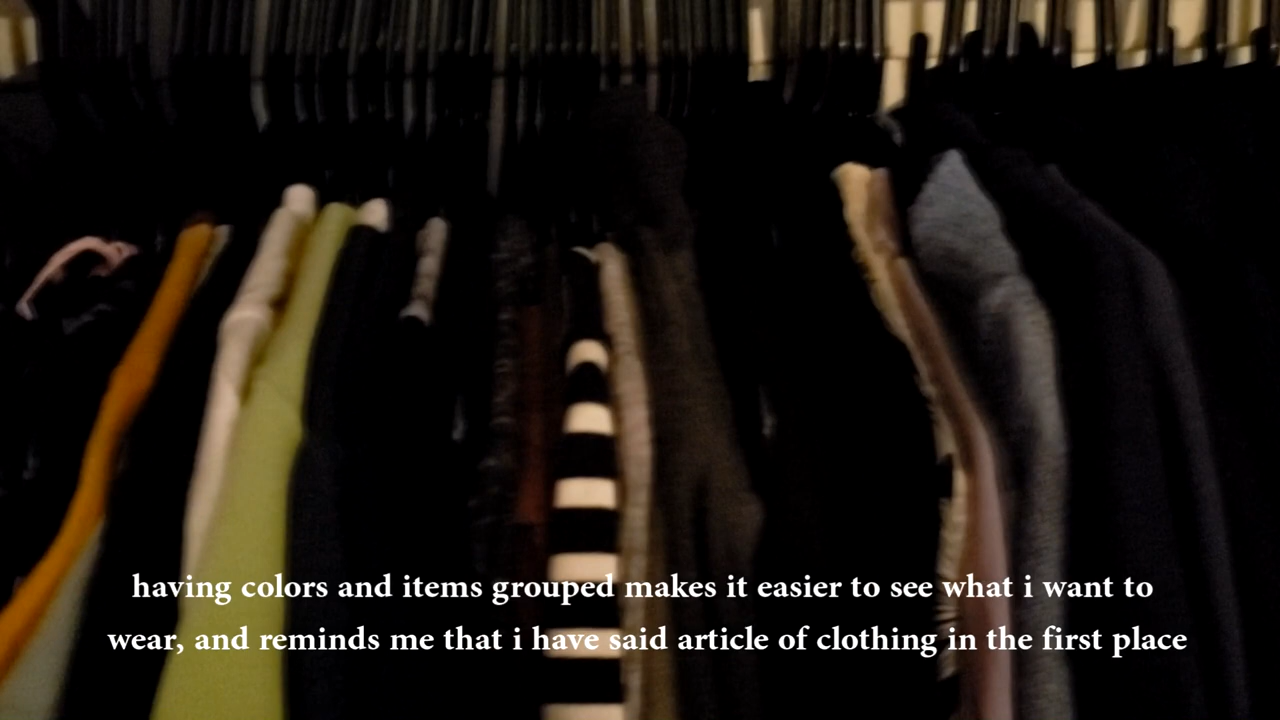 having colors and items grouped makes it easier to see what i want to
wear, and reminds me that i have said article of clothing in the first place